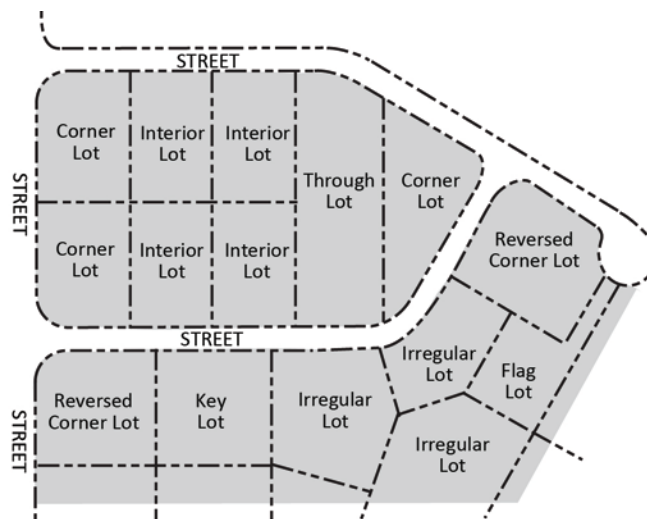 STREET
Corner
Lot
Interior
Lot
Interior
Lot
Through
Lot
Corner
Lot
STREET
Reversed
Corner Lot
Corner
Lot
Interior
Lot
Interior
Lot
STREET
Irregular
Lot
Flag
Lot
Reversed
Corner Lot
Key
Lot
Irregular
Lot
STREET
Irregular
Lot